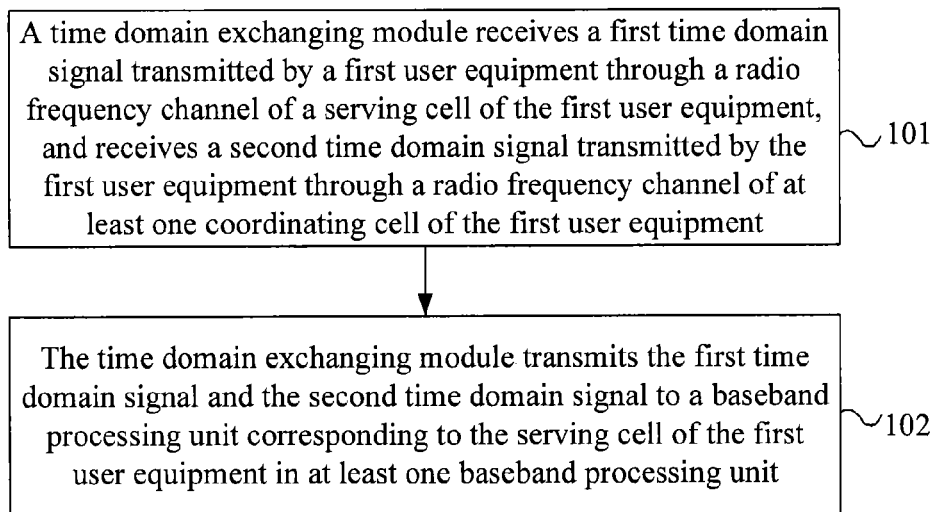 A time domain exchanging module receives a first time domain
signal transmitted by a first user equipment through a radio
frequency channel of a serving cell of the first user equipment,
and receives a second time domain signal transmitted by the
first user equipment through a radio frequency channel of at
least one coordinating cell of the first user equipment
101
The time domain exchanging module transmits the first time
domain signal and the second time domain signal to a baseband
processing unit corresponding to the serving cell of the first
user equipment in at least one baseband processing unit
102